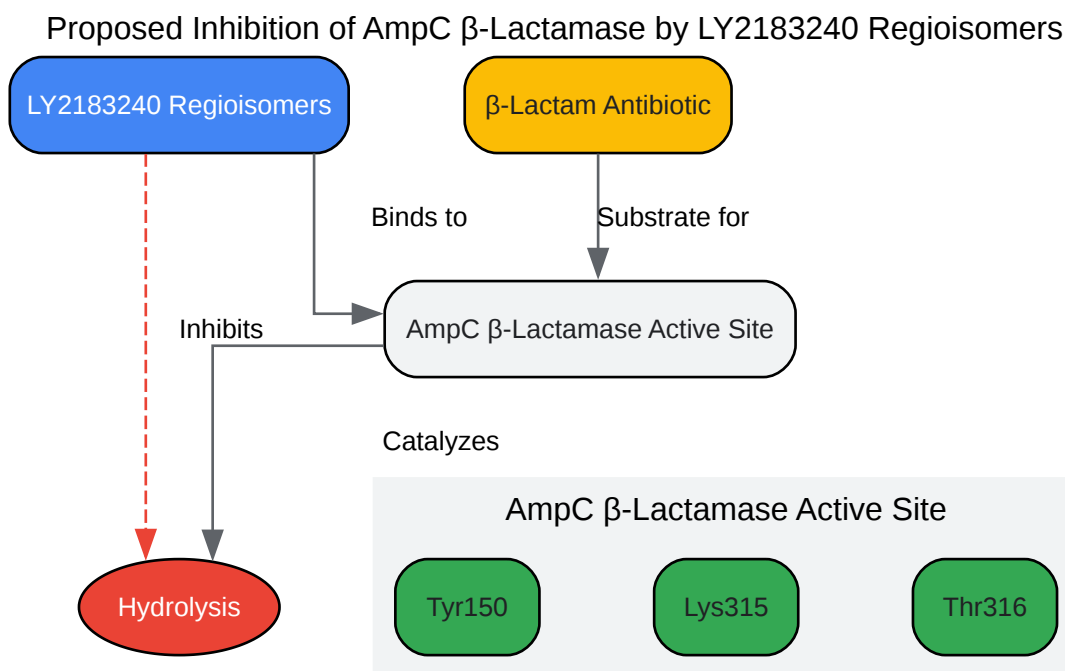 Proposed Inhibition of AmpC β-Lactamase by LY2183240 Regioisomers
LY2183240 Regioisomers
β-Lactam Antibiotic
Binds to
Substrate for
Inhibits
AmpC β-Lactamase Active Site
Catalyzes
AmpC β-Lactamase Active Site
Hydrolysis
Tyr150
Lys315
Thr316